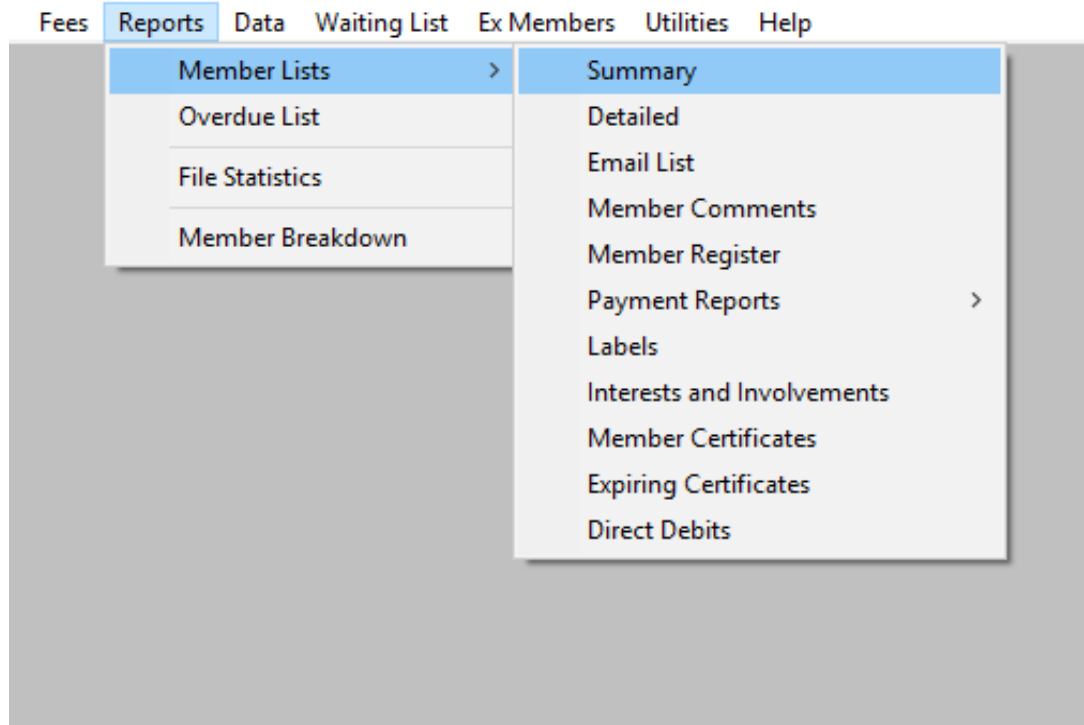 Fees Reports Data Waiting List Ex Members Utilities Help
Member Lists
Overdue List
File Statistics
Member Breakdown
Summary
Detailed
Email List
Member Comments
Member Register
Payment Reports
Labels
Interests and Involvements
Member Certificates
Expiring Certificates
Direct Debits